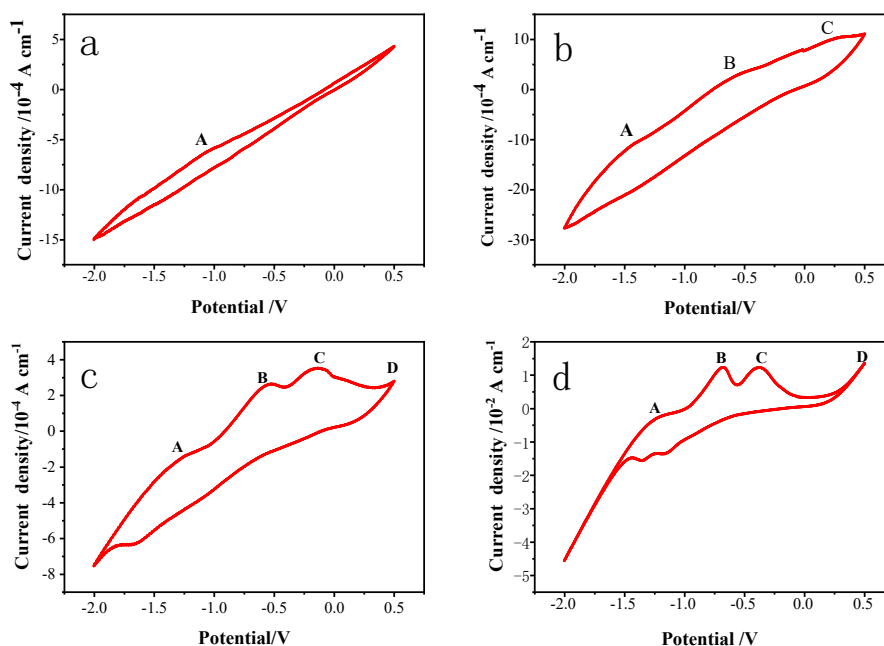 a
A
5
0
-5
-10
-15
-2.0 -1.5 -1.0 -0.5 0.0 0.5
Potential /V
Current density /10⁻⁴ A cm⁻¹
b
A
B
C
10
0
-10
-20
-30
-2.0 -1.5 -1.0 -0.5 0.0 0.5
Potential/V
Current density /10⁻⁴ A cm⁻¹
c
A
B
C
D
4
2
0
-2
-4
-6
-8
-2.0 -1.5 -1.0 -0.5 0.0 0.5
Potential/V
Current density/10⁻⁴ A cm⁻¹
d
A
B
C
D
2
1
0
−1
−2
−3
−4
−5
-2.0 -1.5 -1.0 -0.5 0.0 0.5
Potential/V
Current density /10⁻² A cm⁻¹